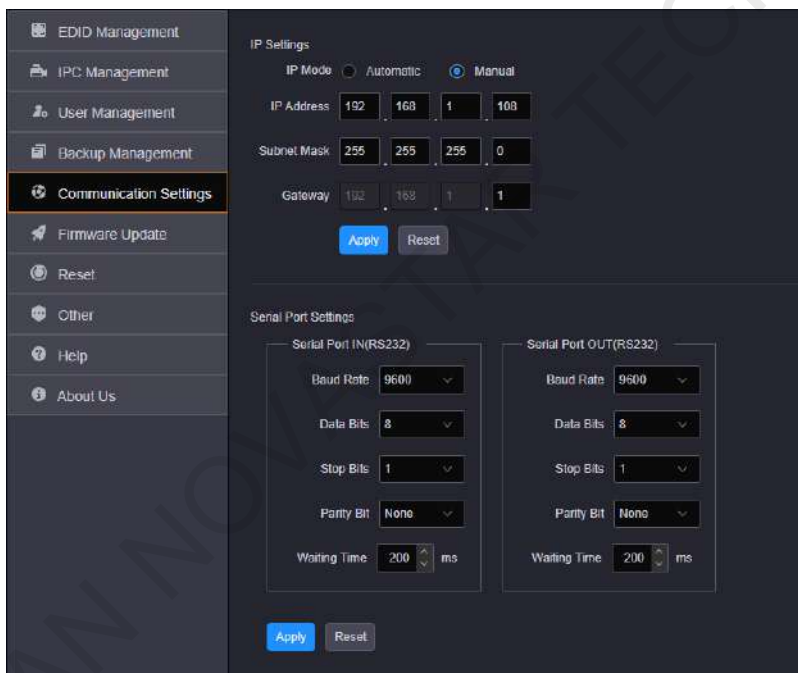 EDID Management
IPC Management
User Management
Backup Management
Communication Settings
Firmware Update
Reset
Other
Help
About Us
IP Settings
IP Mode Automatic Manual
IP Address 192 . 168 . 1 . 108
Subnet Mask 255 . 255 . 255 . 0
Gateway 192 . 168 . 1 . 1
Apply Reset
Serial Port Settings
Serial Port IN(RS232) Serial Port OUT(RS232)
Baud Rate 9600 Baud Rate 9600
Data Bits 8 Data Bits 8
Stop Bits 1 Stop Bits 1
Parity Bit None Parity Bit None
Waiting Time 200 ms Waiting Time 200 ms
Apply Reset